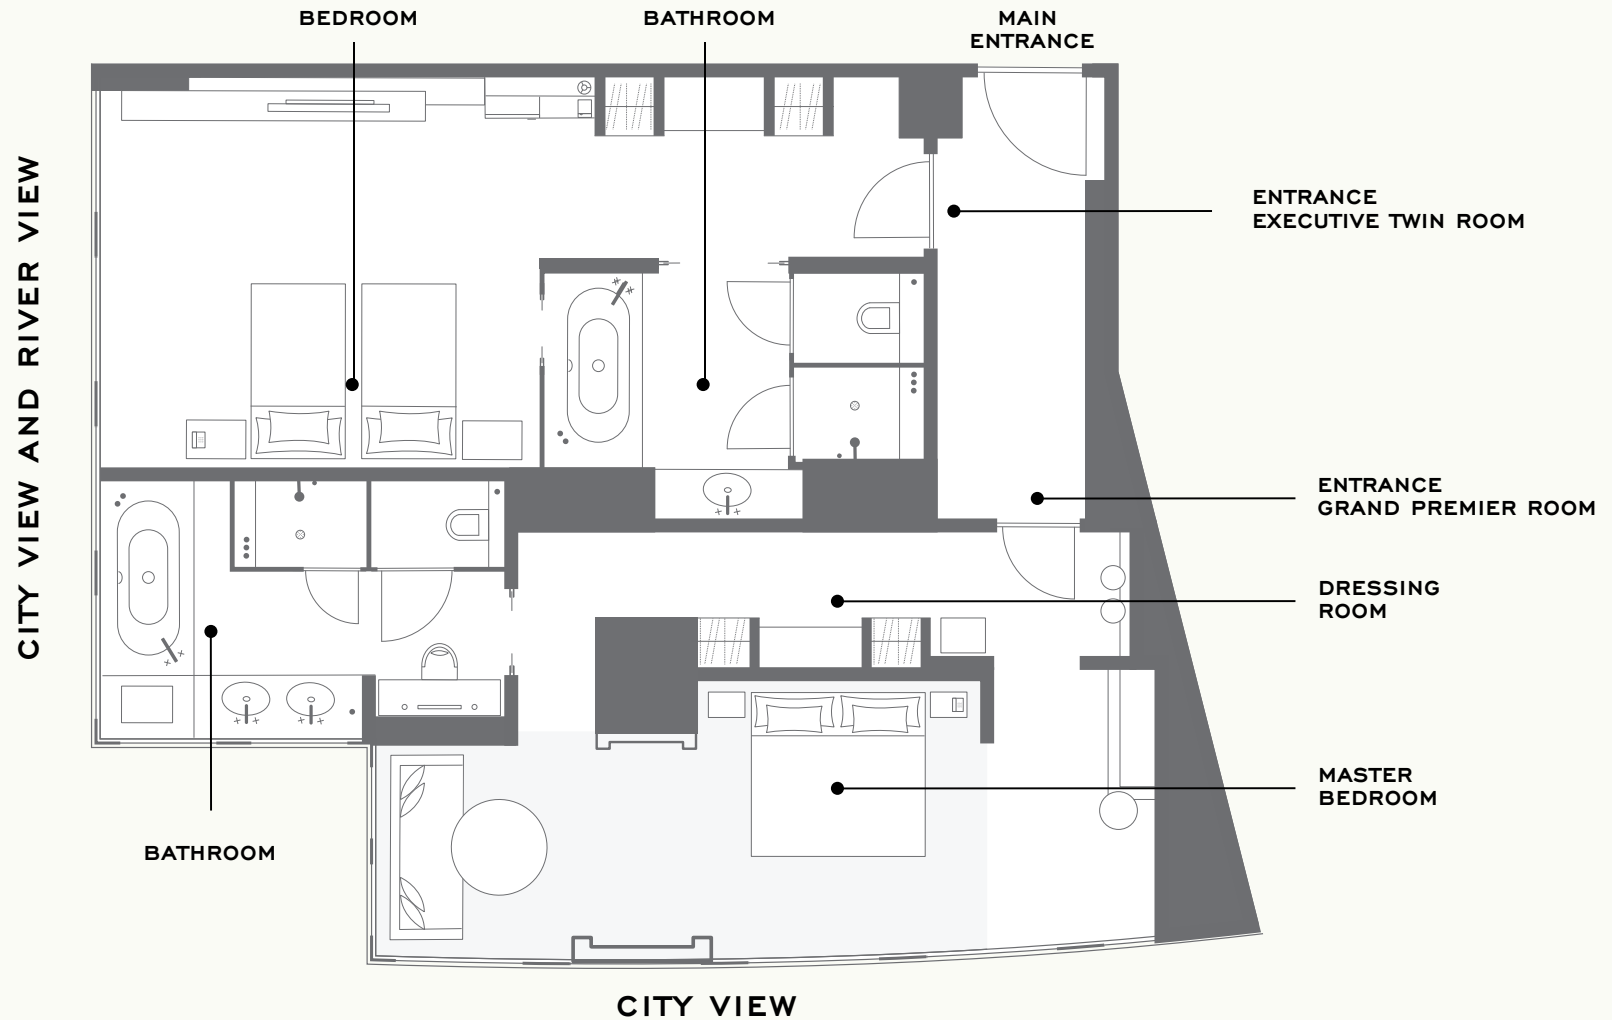 BEDROOM
BATHROOM
MAIN
ENTRANCE
CITY VIEW AND RIVER VIEW
ENTRANCE
EXECUTIVE TWIN ROOM
ENTRANCE
GRAND PREMIER ROOM
DRESSING
ROOM
MASTER
BEDROOM
BATHROOM
CITY VIEW